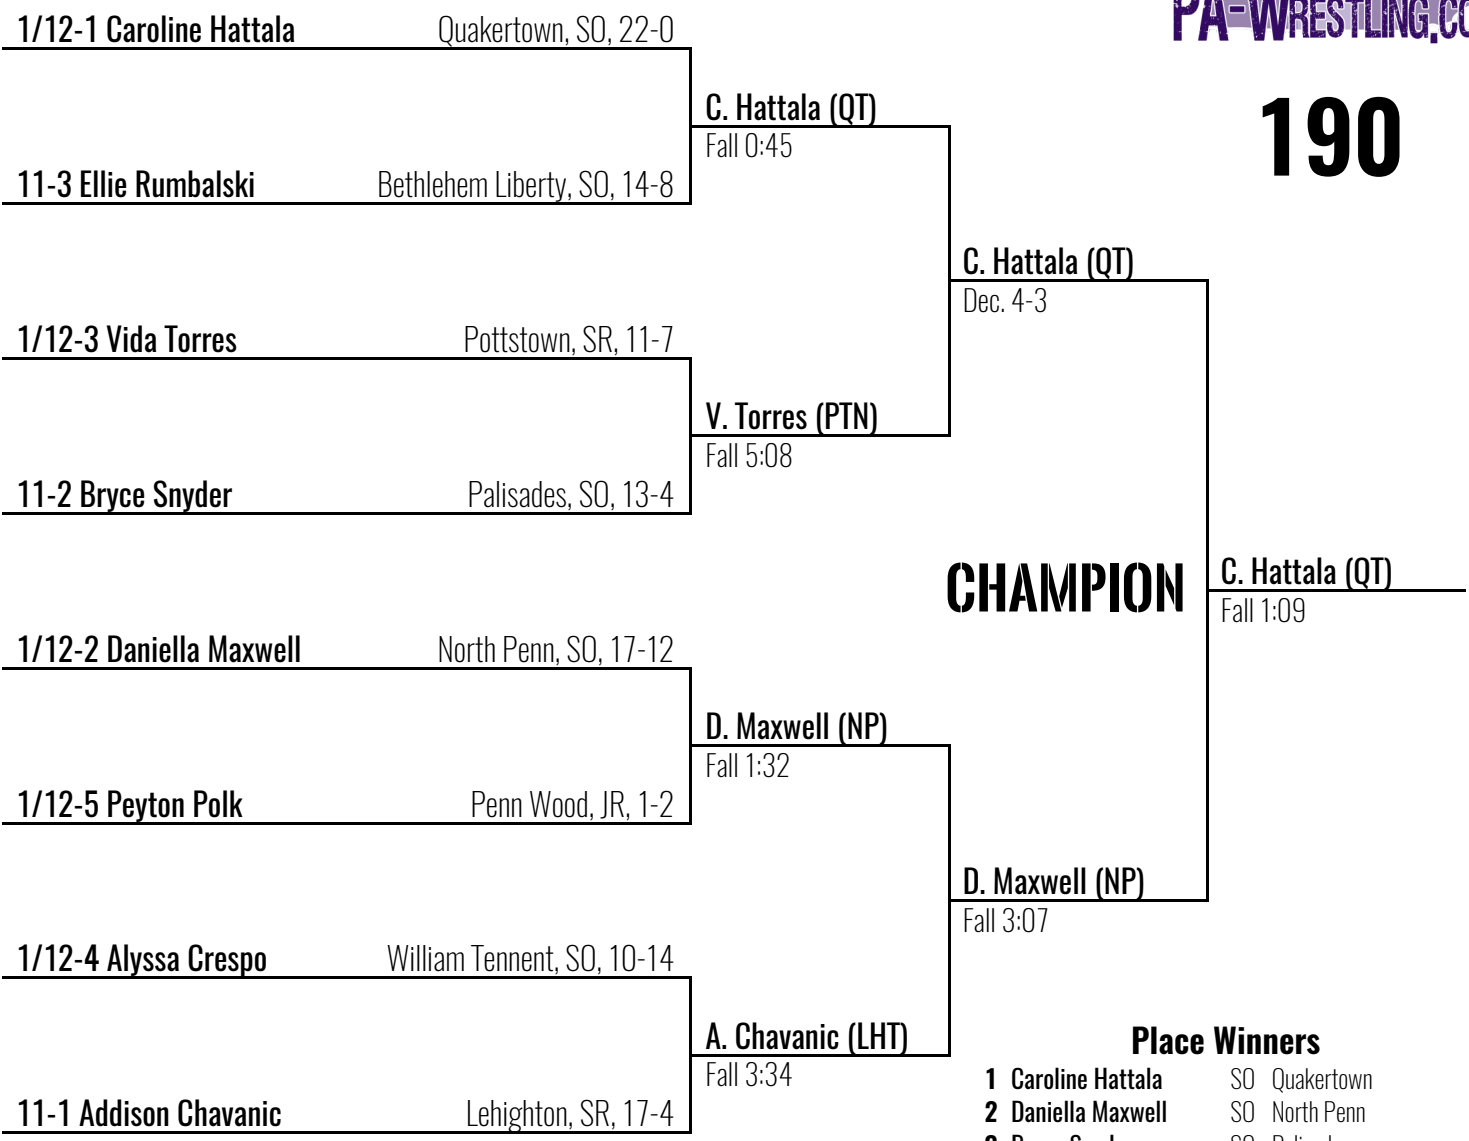 PA-WRESTLING.CO
190
1/12-1 Caroline Hattala Quakertown, SO, 22-0
C. Hattala (QT)
Fall 0:45
11-3 Ellie Rumbalski Bethlehem Liberty, SO, 14-8
C. Hattala (QT)
Dec. 4-3
1/12-3 Vida Torres Pottstown, SR, 11-7
V. Torres (PTN)
Fall 5:08
11-2 Bryce Snyder Palisades, SO, 13-4
CHAMPION
C. Hattala (QT)
Fall 1:09
1/12-2 Daniella Maxwell North Penn, SO, 17-12
D. Maxwell (NP)
Fall 1:32
1/12-5 Peyton Polk Penn Wood, JR, 1-2
D. Maxwell (NP)
Fall 3:07
1/12-4 Alyssa Crespo William Tennent, SO, 10-14
A. Chavanic (LHT)
Fall 3:34
11-1 Addison Chavanic Lehighton, SR, 17-4
Place Winners
1 Caroline Hattala SO Quakertown
2 Daniella Maxwell SO North Penn